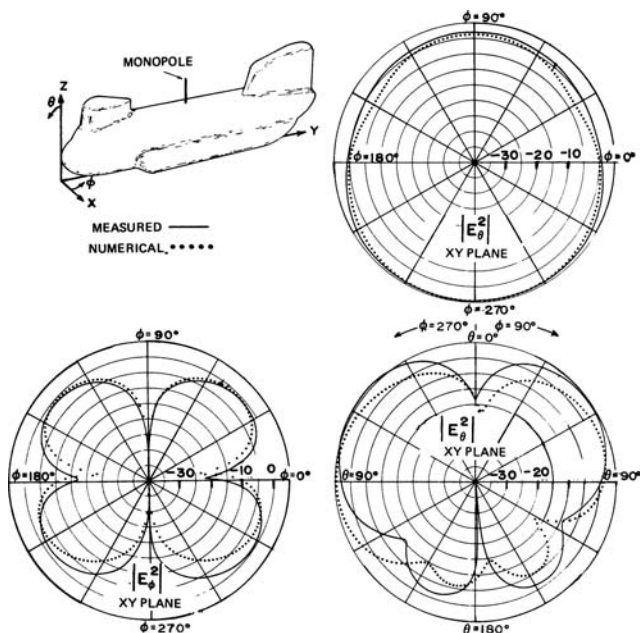 Z
θ
MONOPOLE
Y
φ
X
MEASURED
NUMERICAL
φ=90°
φ=180°
-30 -20 -10
φ=0°
|E²θ|
XY PLANE
φ=270°
φ=90°
φ=180°
-30 -10 0
φ=0°
|E²φ|
XY PLANE
φ=270°
φ=270° φ=90°
θ=0°
|E²θ|
XY PLANE
θ=90°
-30 -20
θ=90°
θ=180°